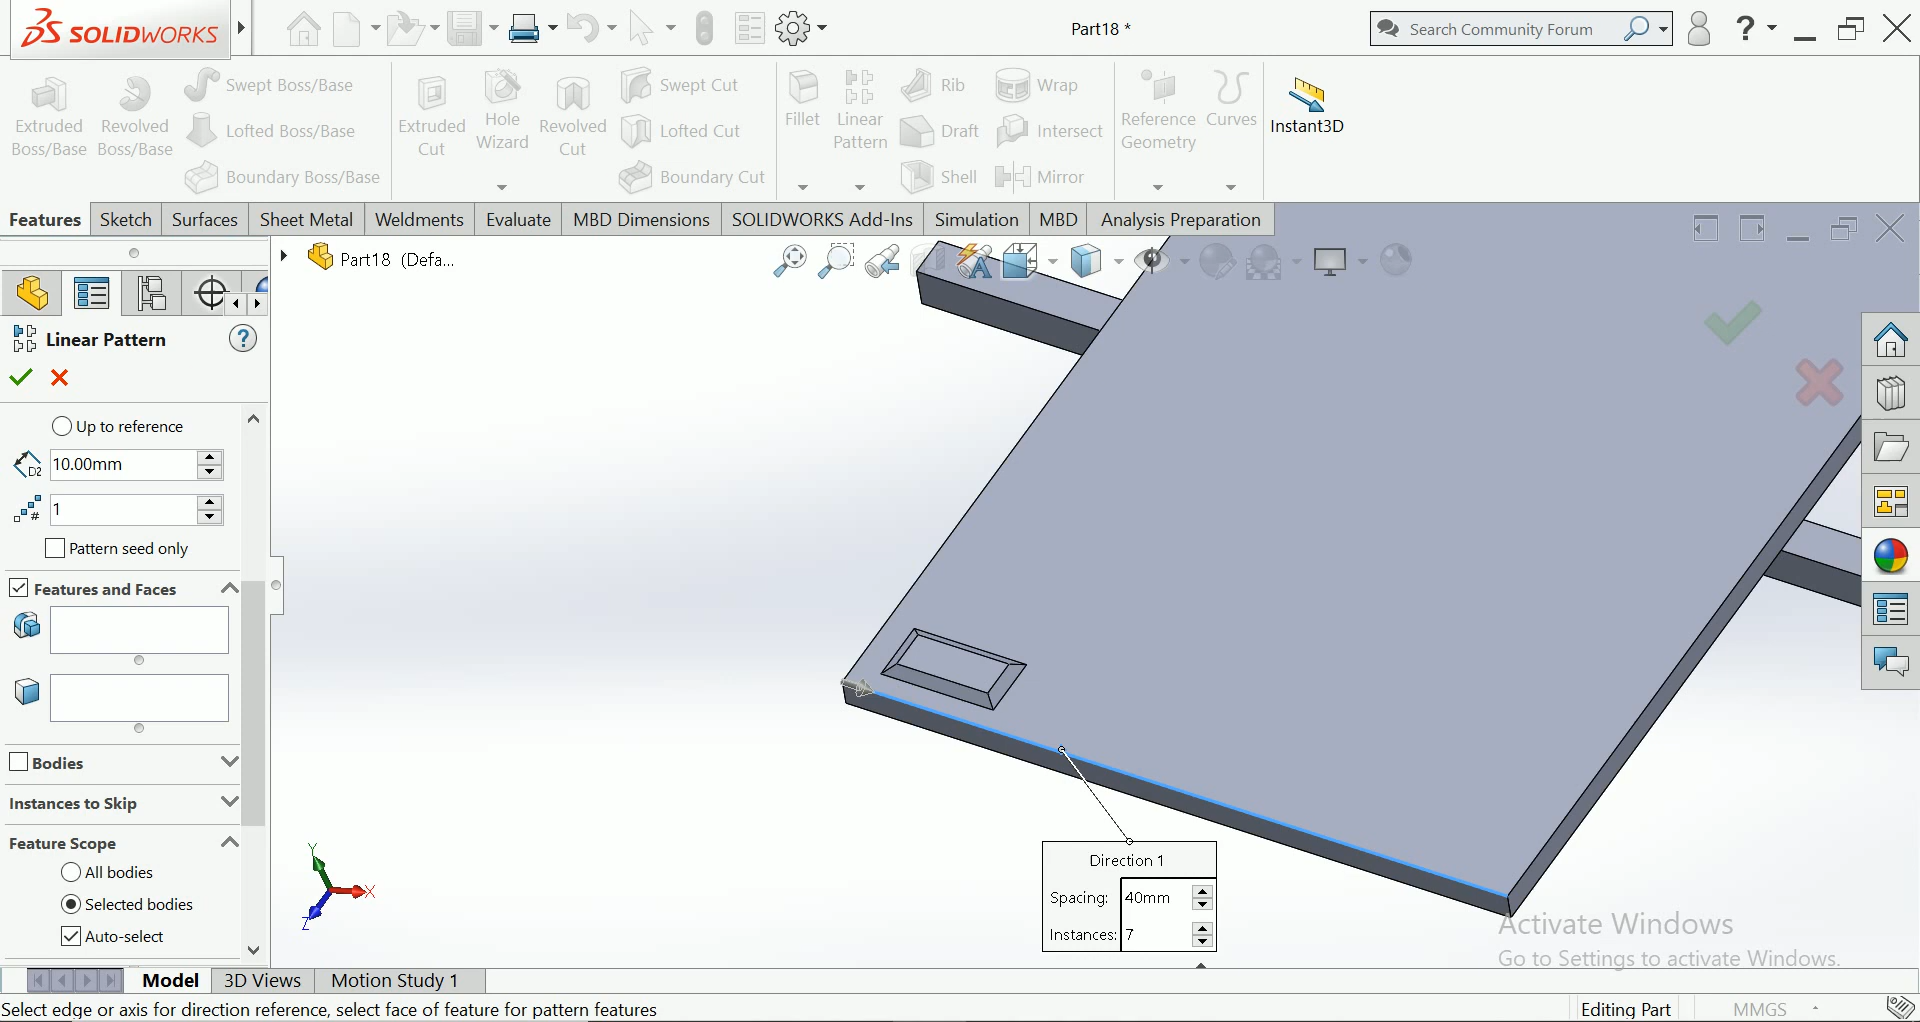 SOLIDWORKS
Part18 *
Search Community Forum
?
Extruded Boss/Base
Revolved Boss/Base
Swept Boss/Base
Lofted Boss/Base
Boundary Boss/Base
Extruded Cut
Hole Wizard
Revolved Cut
Swept Cut
Lofted Cut
Boundary Cut
Fillet
Linear Pattern
Rib
Draft
Shell
Wrap
Intersect
Mirror
Reference Geometry
Curves
Instant3D
Features Sketch Surfaces Sheet Metal Weldments Evaluate MBD Dimensions SOLIDWORKS Add-Ins Simulation MBD Analysis Preparation
Part18 (Defa...
Linear Pattern
?
Up to reference
D2 10.00mm
# 1
Pattern seed only
Features and Faces
Bodies
Instances to Skip
Feature Scope
All bodies
Selected bodies
Auto-select
Y
X
Z
Direction 1
Spacing: 40mm
Instances: 7
Activate Windows
Go to Settings to activate Windows.
Model 3D Views Motion Study 1
Select edge or axis for direction reference, select face of feature for pattern features
Editing Part
MMGS